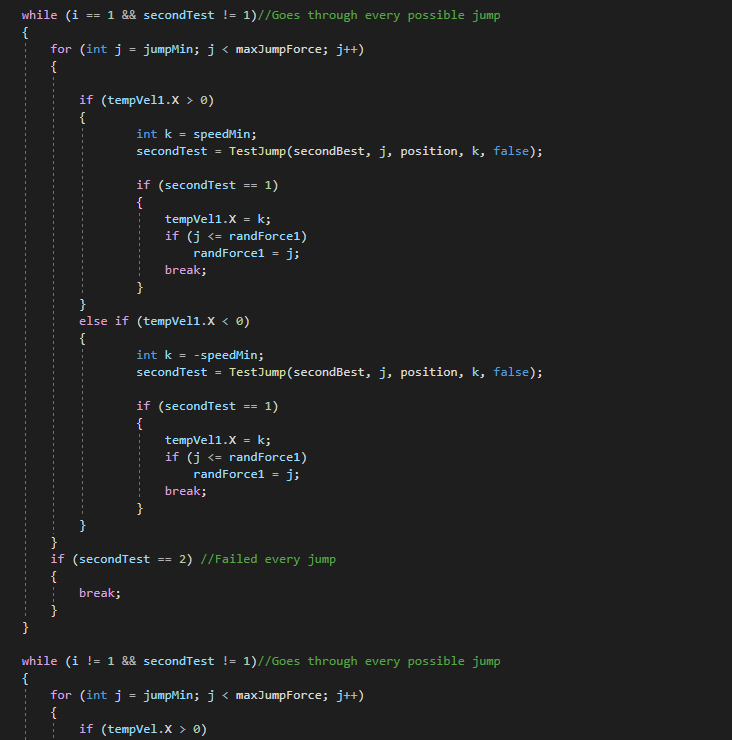 while (i == 1 && secondTest != 1)//Goes through every possible jump
{
for (int j = jumpMin; j < maxJumpForce; j++)
{
if (tempVel1.X > 0)
{
int k = speedMin;
secondTest = TestJump(secondBest, j, position, k, false);
if (secondTest == 1)
{
tempVel1.X = k;
if (j <= randForce1)
randForce1 = j;
break;
}
}
else if (tempVel1.X < 0)
{
int k = -speedMin;
secondTest = TestJump(secondBest, j, position, k, false);
if (secondTest == 1)
{
tempVel1.X = k;
if (j <= randForce1)
randForce1 = j;
break;
}
}
}
if (secondTest == 2) //Failed every jump
{
break;
}
}
while (i != 1 && secondTest != 1)//Goes through every possible jump
{
for (int j = jumpMin; j < maxJumpForce; j++)
{
if (tempVel.X > 0)